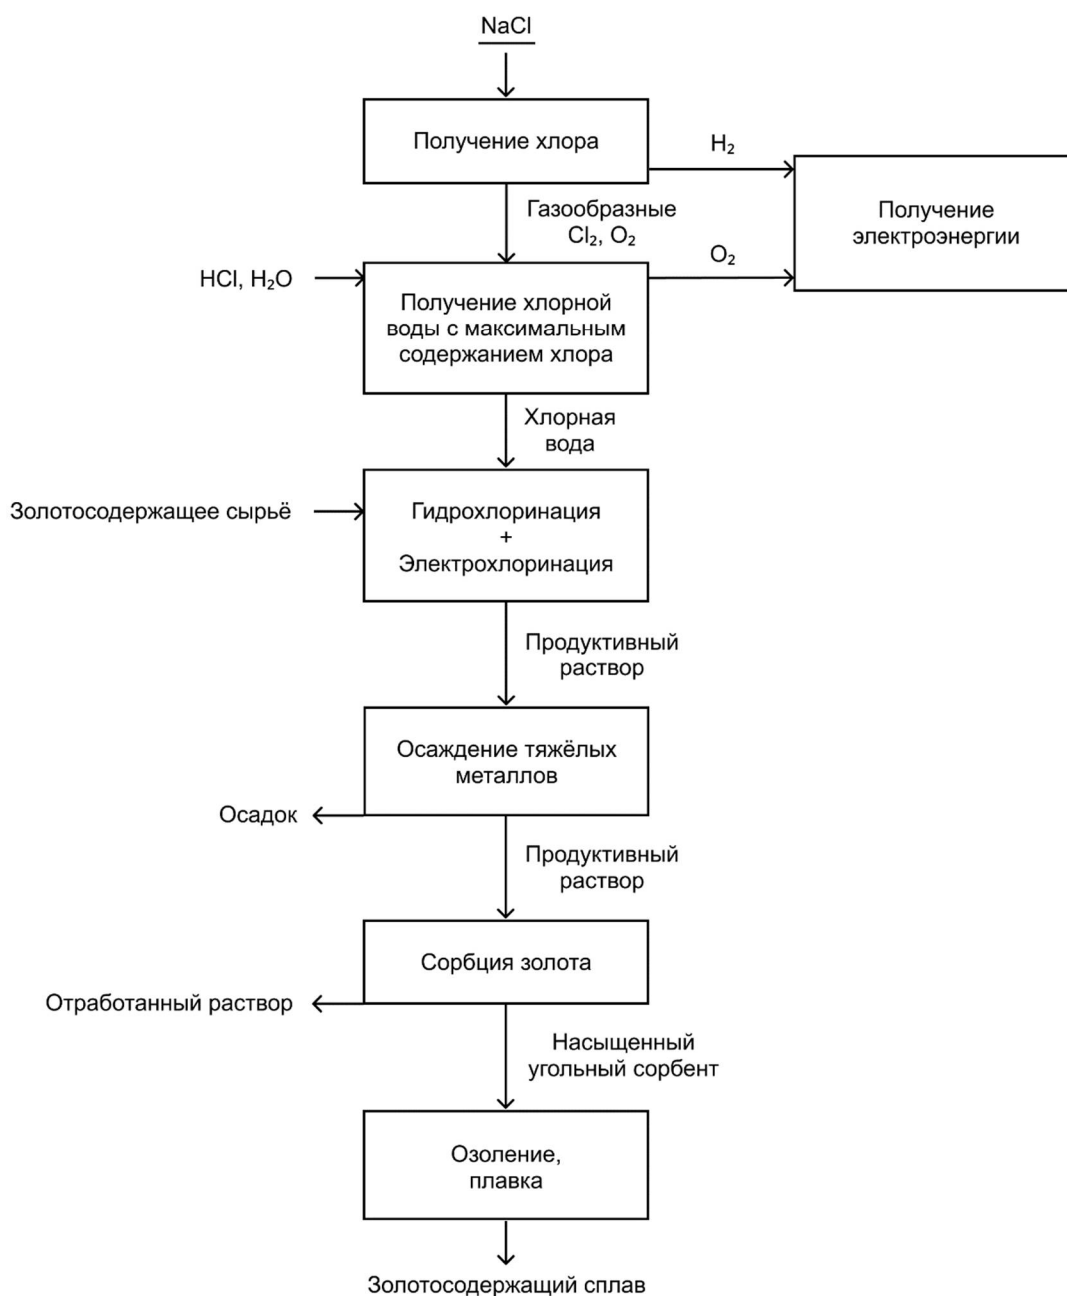 NaCl
Получение хлора
H₂
Получение
электроэнергии
Газообразные
Cl₂, O₂
O₂
HCl, H₂O
Получение хлорной
воды с максимальным
содержанием хлора
Хлорная
вода
Золотосодержащее сырьё
Гидрохлоринация
+
Электрохлоринация
Продуктивный
раствор
Осаждение тяжёлых
металлов
Осадок
Продуктивный
раствор
Сорбция золота
Отработанный раствор
Насыщенный
угольный сорбент
Озоление,
плавка
Золотосодержащий сплав